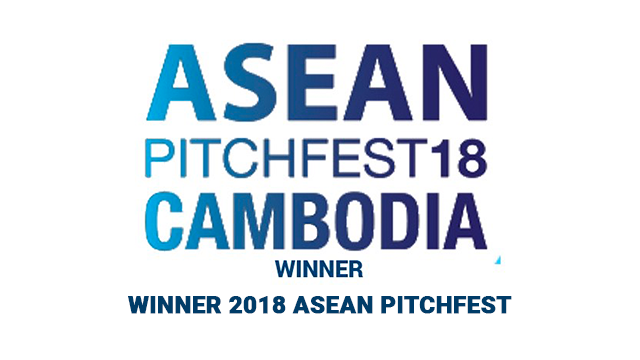 ASEAN
PITCHFEST18
CAMBODIA
WINNER
WINNER 2018 ASEAN PITCHFEST